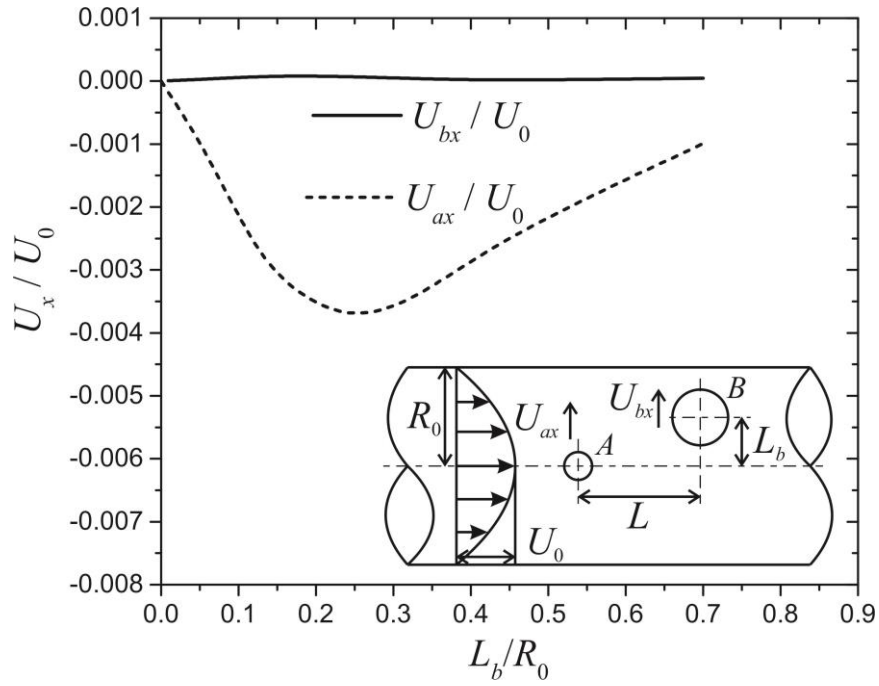 0.001
0.000
-0.001
-0.002
-0.003
-0.004
-0.005
-0.006
-0.007
-0.008
U_x / U_0
U_bx / U_0
U_ax / U_0
R_0
U_ax
A
U_bx
B
L_b
L
U_0
0.0 0.1 0.2 0.3 0.4 0.5 0.6 0.7 0.8 0.9
L_b/R_0